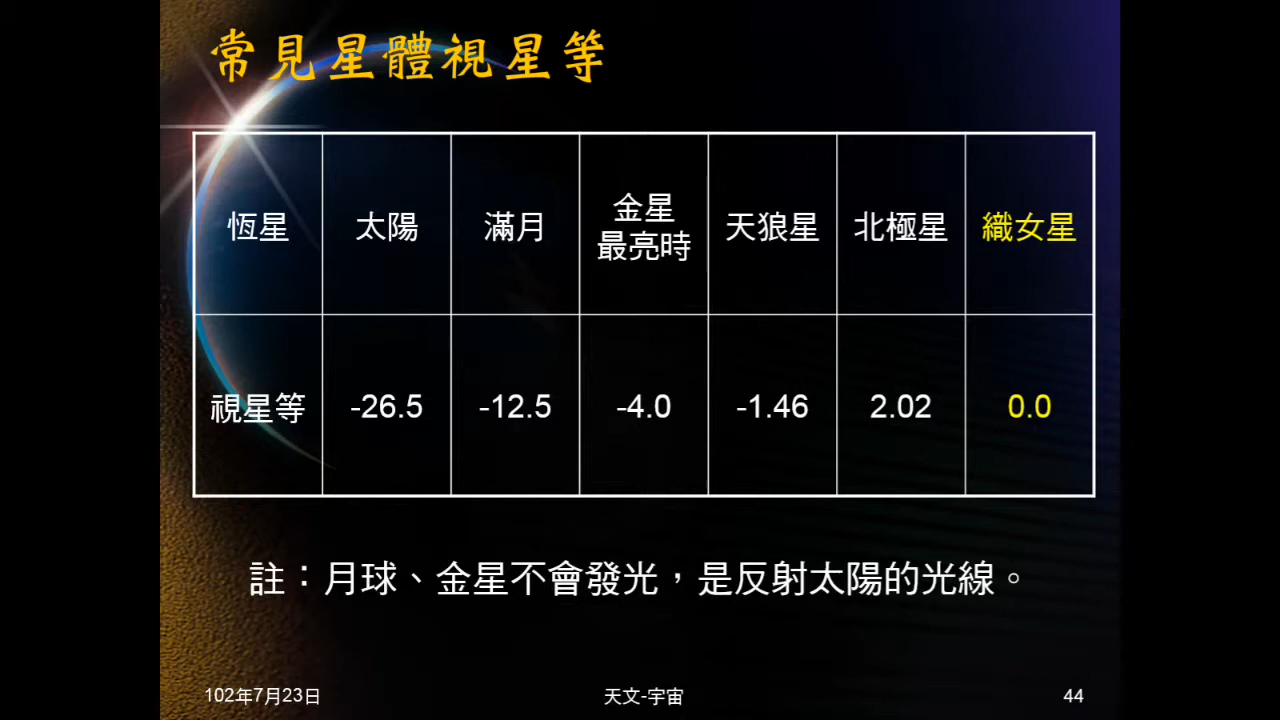 常見星體視星等
恆星 太陽 滿月 金星 最亮時 天狼星 北極星 織女星
視星等 -26.5 -12.5 -4.0 -1.46 2.02 0.0
註：月球、金星不會發光，是反射太陽的光線。
102年7月23日 天文-宇宙 44